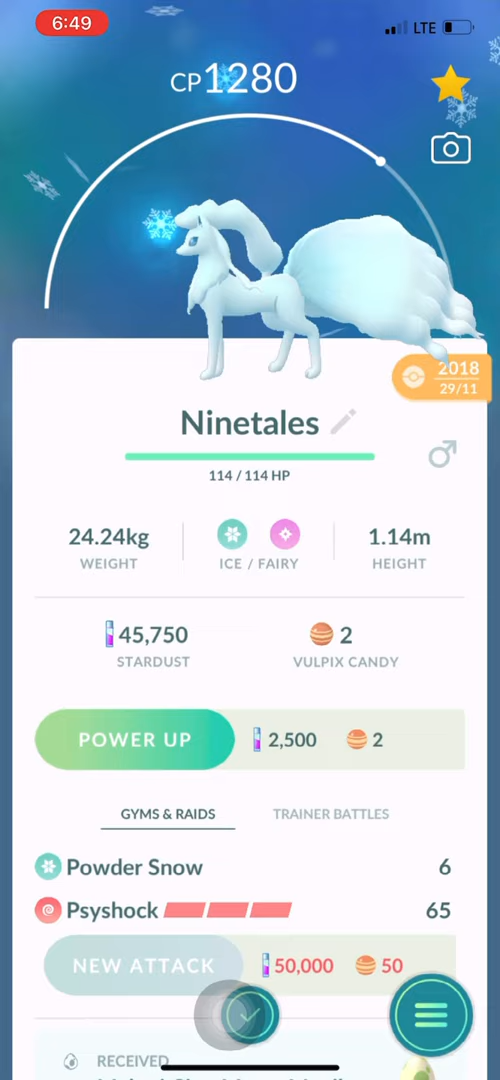 6:49
LTE
CP1280
2018
29/11
Ninetales
114 / 114 HP
24.24kg
1.14m
WEIGHT
ICE / FAIRY
HEIGHT
45,750
2
STARDUST
VULPIX CANDY
POWER UP
2,500
2
GYMS & RAIDS
TRAINER BATTLES
Powder Snow
6
Psyshock
65
NEW ATTACK
50,000
50
RECEIVED